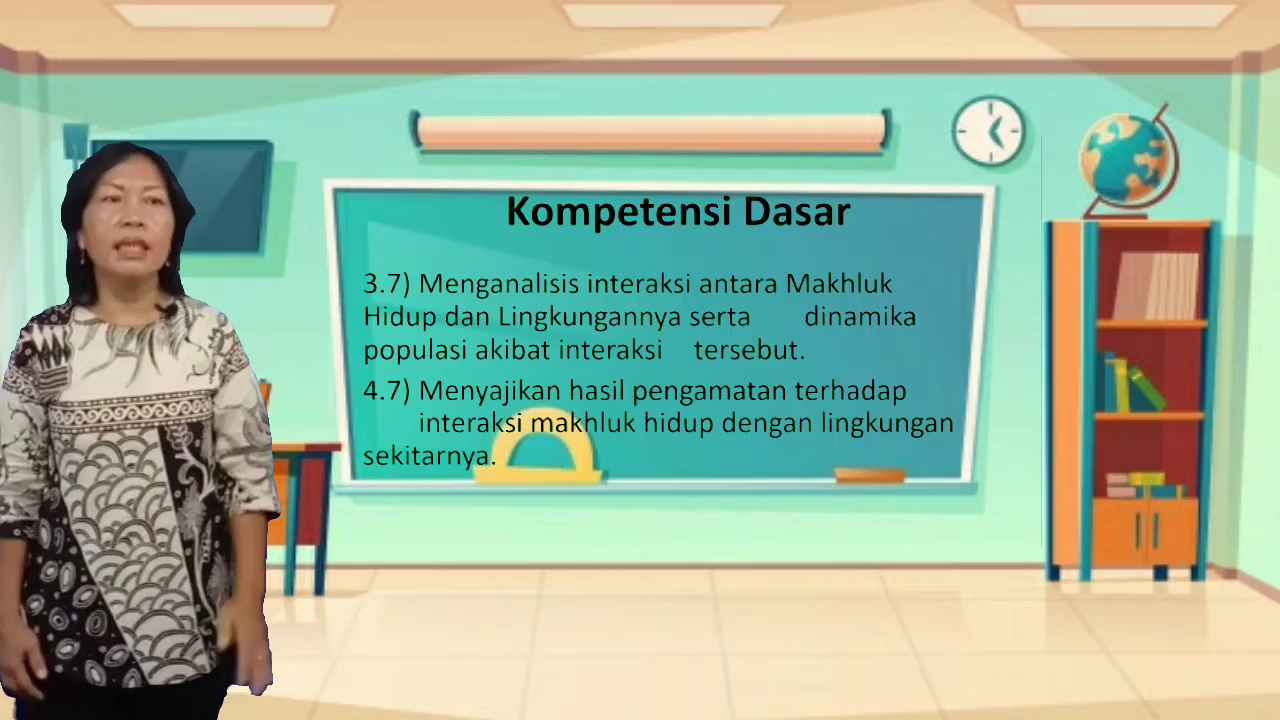 Kompetensi Dasar
3.7) Menganalisis interaksi antara Makhluk
Hidup dan Lingkungannya serta dinamika
populasi akibat interaksi tersebut.
4.7) Menyajikan hasil pengamatan terhadap
interaksi makhluk hidup dengan lingkungan
sekitarnya.